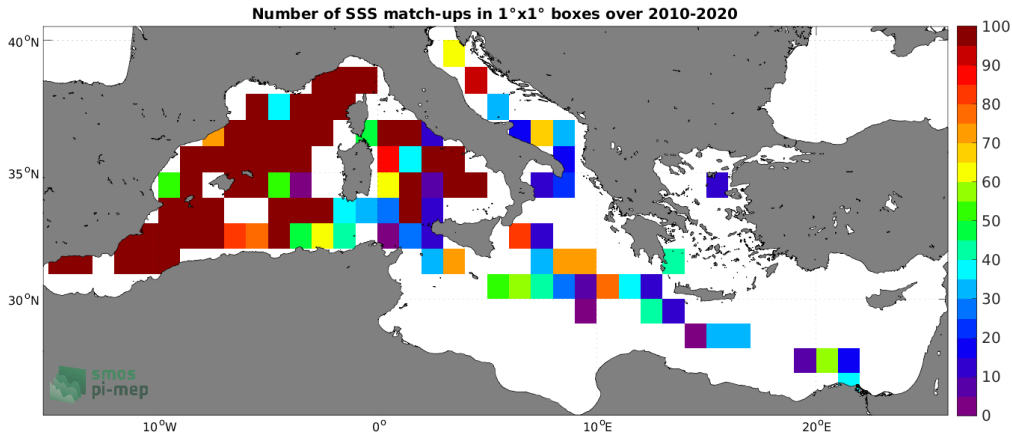 Number of SSS match-ups in 1°x1° boxes over 2010-2020
40°N
35°N
30°N
10°W
0°
10°E
20°E
100
90
80
70
60
50
40
30
20
10
0
smos
pi-mep